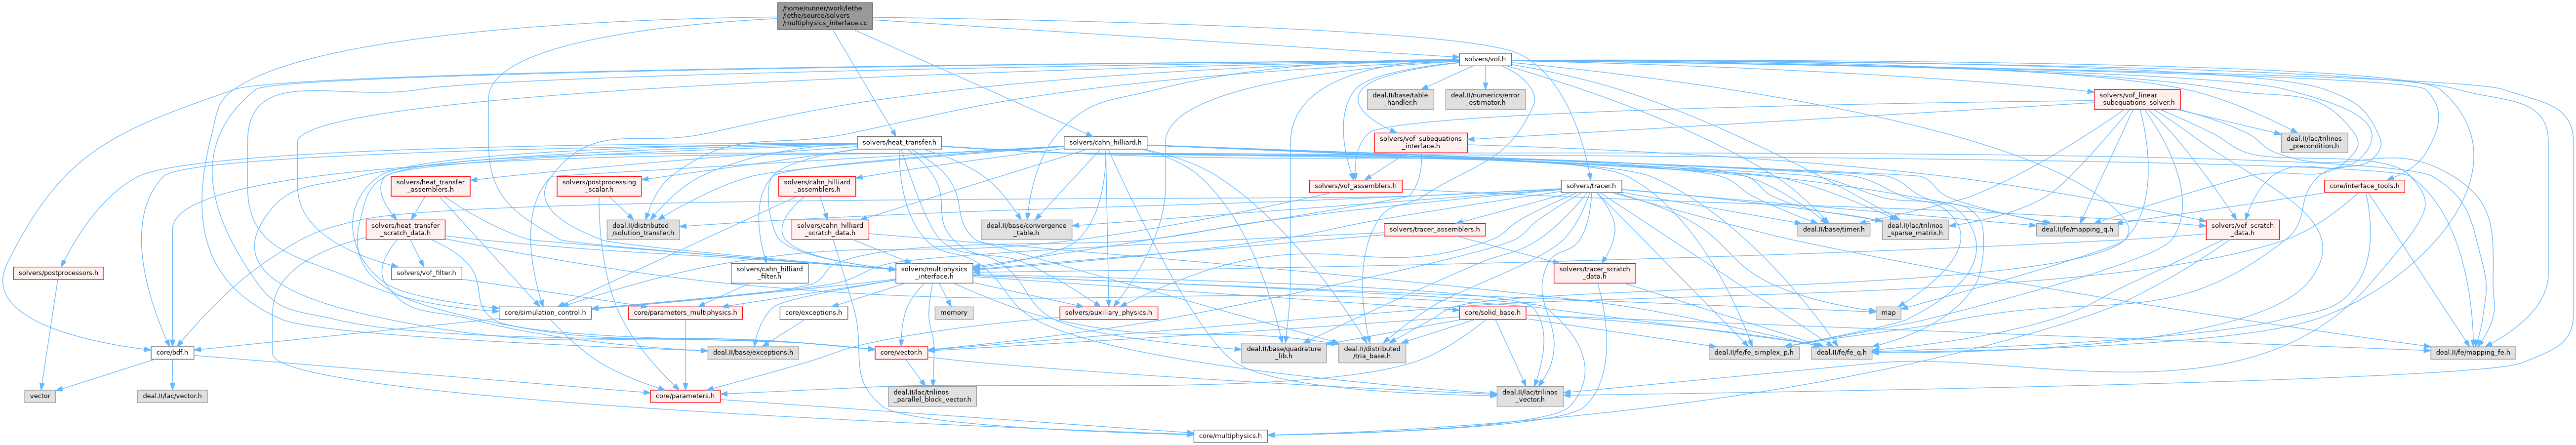 /home/runner/work/lethe
/lethe/source/solvers
/multiphysics_interface.cc
solvers/vof.h
deal.II/base/table
_handler.h
deal.II/numerics/error
_estimator.h
solvers/vof_linear
_subequations_solver.h
solvers/heat_transfer.h
solvers/cahn_hilliard.h
solvers/vof_subequations
_interface.h
deal.II/lac/trilinos
_precondition.h
solvers/heat_transfer
_assemblers.h
solvers/postprocessing
_scalar.h
solvers/cahn_hilliard
_assemblers.h
solvers/vof_assemblers.h
solvers/tracer.h
core/interface_tools.h
solvers/heat_transfer
_scratch_data.h
deal.II/distributed
/solution_transfer.h
solvers/cahn_hilliard
_scratch_data.h
deal.II/base/convergence
_table.h
solvers/tracer_assemblers.h
deal.II/base/timer.h
deal.II/lac/trilinos
_sparse_matrix.h
deal.II/fe/mapping_q.h
solvers/vof_scratch
_data.h
solvers/postprocessors.h
solvers/vof_filter.h
solvers/cahn_hilliard
_filter.h
solvers/multiphysics
_interface.h
solvers/tracer_scratch
_data.h
core/simulation_control.h
core/parameters_multiphysics.h
core/exceptions.h
memory
solvers/auxiliary_physics.h
core/solid_base.h
map
core/bdf.h
deal.II/base/exceptions.h
core/vector.h
deal.II/base/quadrature
_lib.h
deal.II/distributed
/tria_base.h
deal.II/fe/fe_simplex_p.h
deal.II/fe/fe_q.h
deal.II/fe/mapping_fe.h
vector
deal.II/lac/vector.h
core/parameters.h
deal.II/lac/trilinos
_parallel_block_vector.h
deal.II/lac/trilinos
_vector.h
core/multiphysics.h